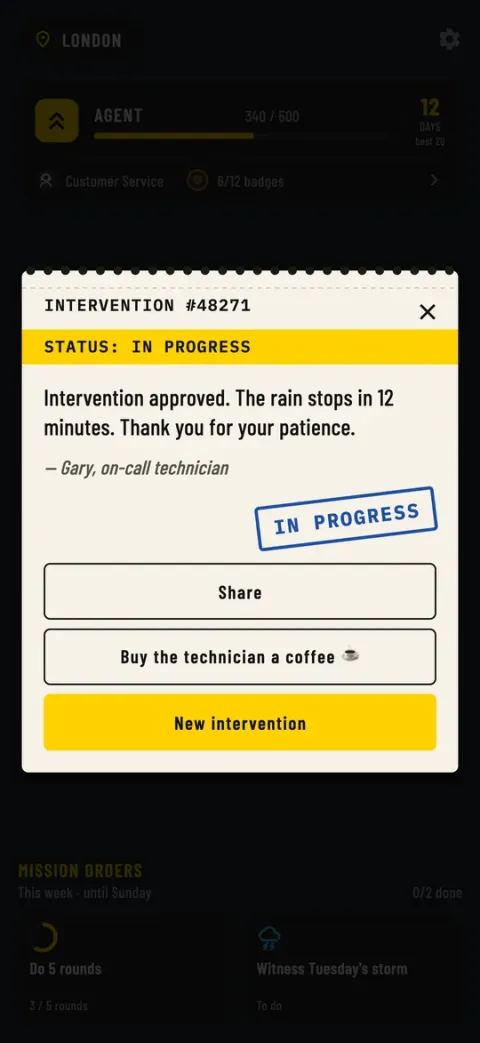 LONDON
AGENT
340 / 500
12
DAYS
best 20
Customer Service
6/12 badges
INTERVENTION #48271
STATUS: IN PROGRESS
Intervention approved. The rain stops in 12
minutes. Thank you for your patience.
— Gary, on-call technician
IN PROGRESS
Share
Buy the technician a coffee ☕
New intervention
MISSION ORDERS
This week · until Sunday
0/2 done
Do 5 rounds
Witness Tuesday's storm
3 / 5 rounds
To do